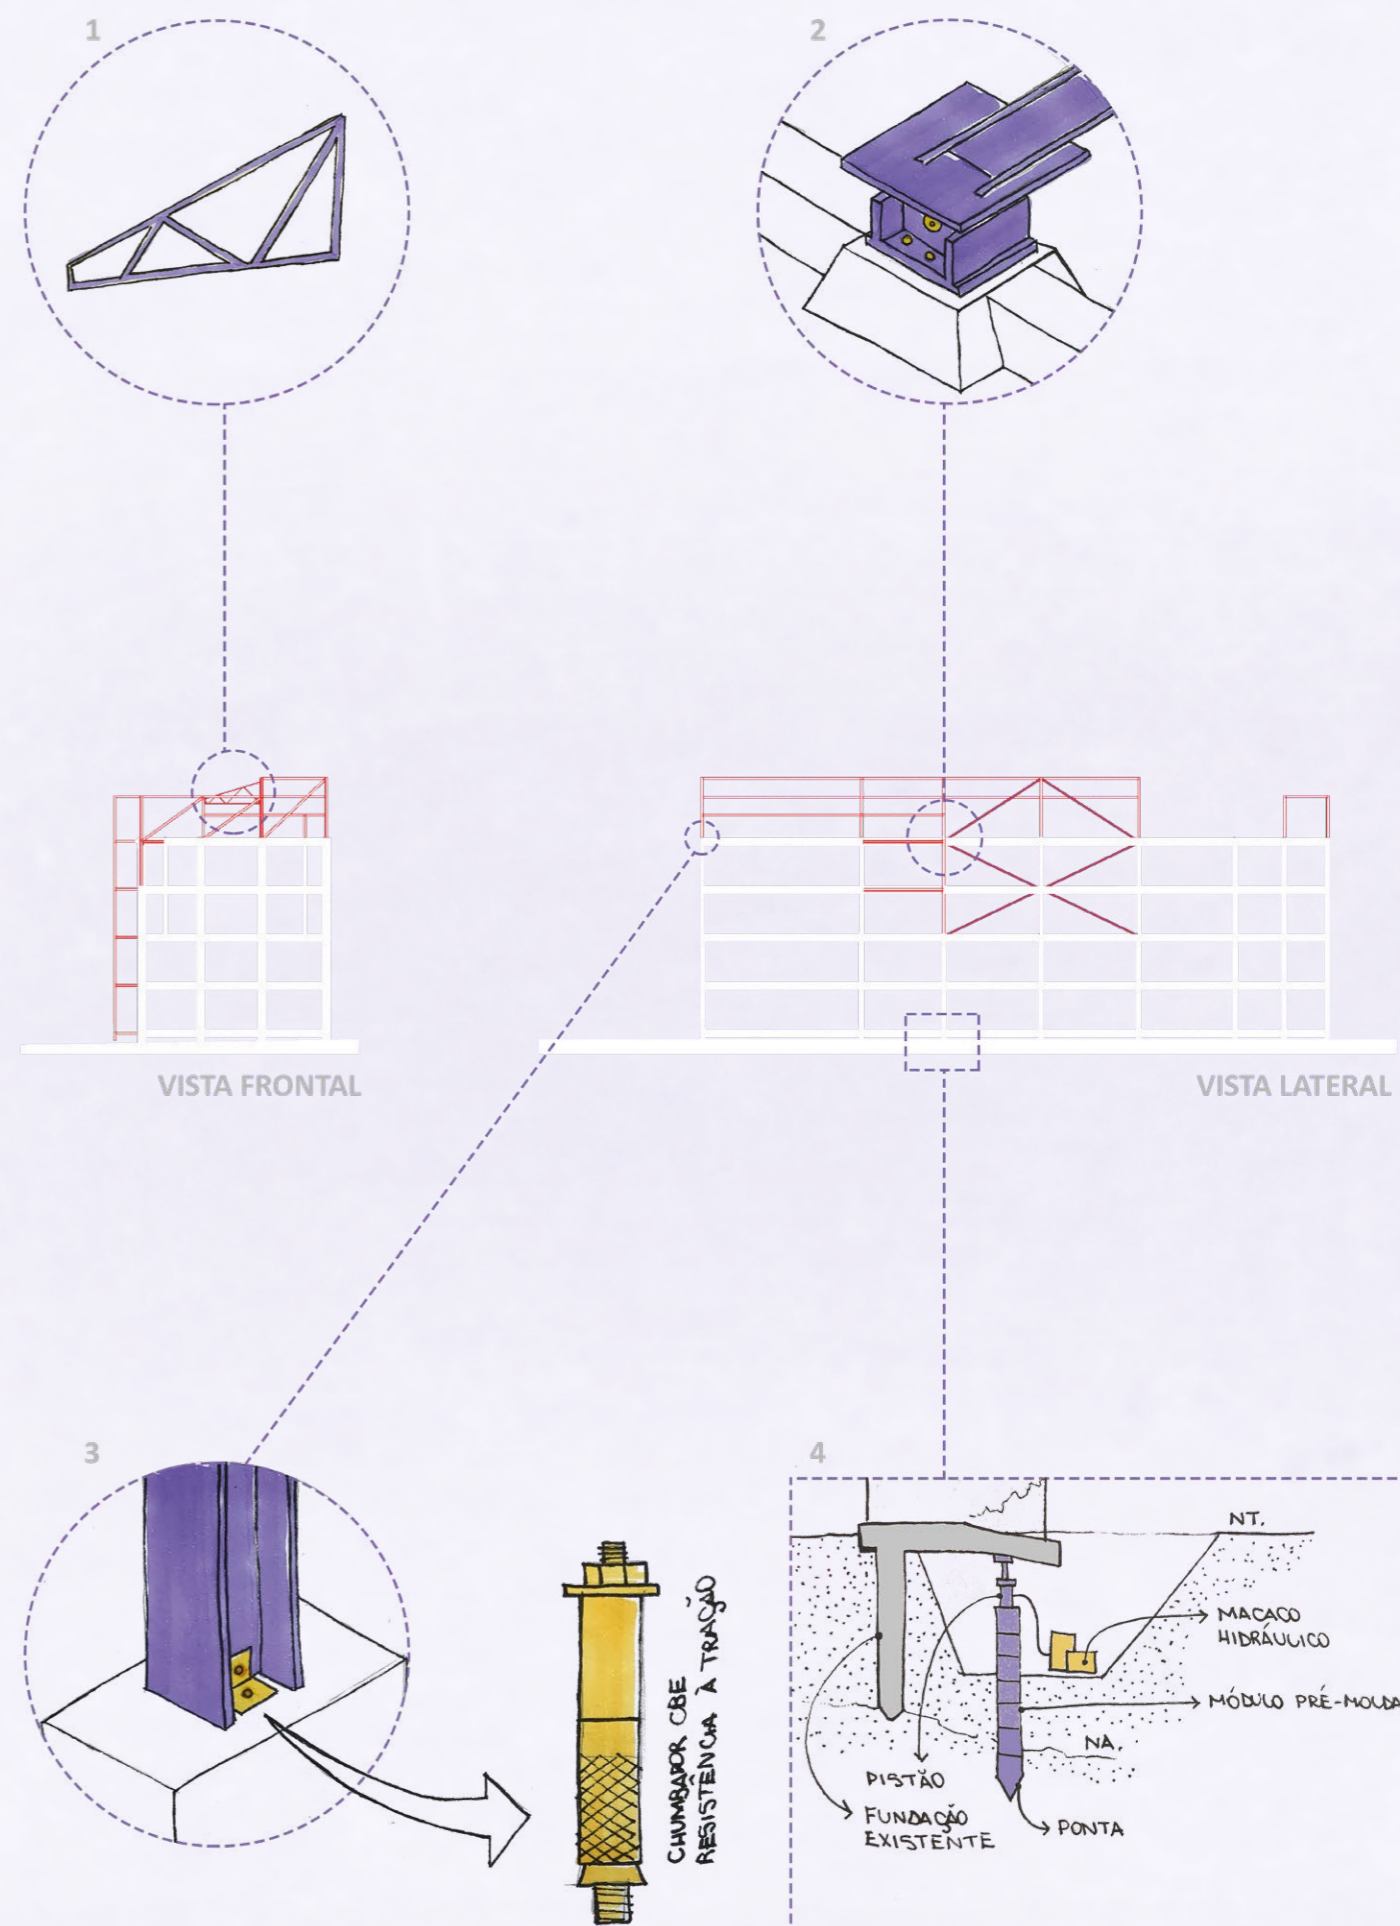 1
2
VISTA FRONTAL
VISTA LATERAL
3
CHUMBADOR CBE
RESISTÊNCIA À TRAÇÃO
4
NT.
MACACO
HIDRÁULICO
MÓDULO PRÉ-MOLDA
NA.
PISTÃO
FUNDAÇÃO
EXISTENTE
PONTA